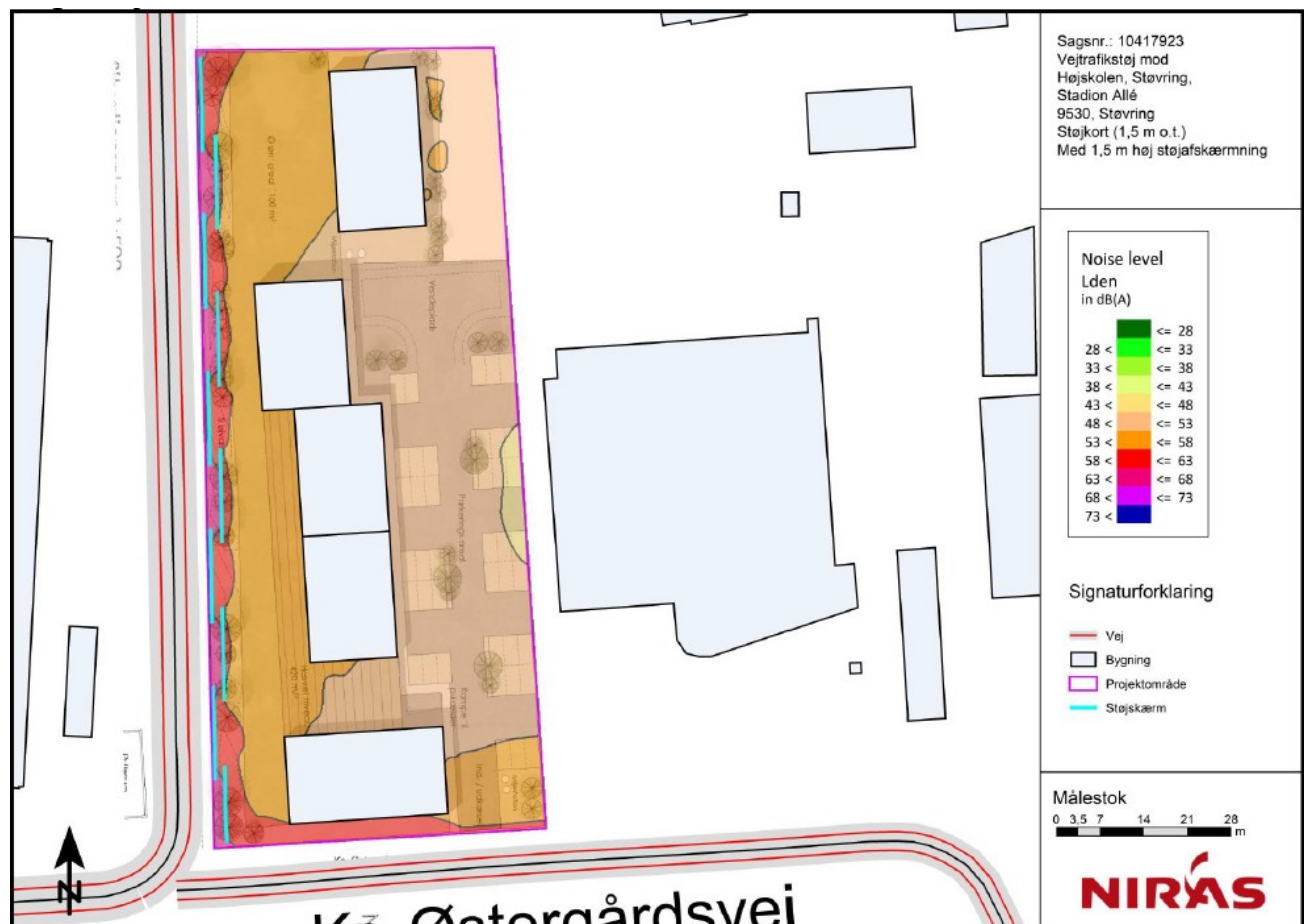 Sagsnr.: 10417923
Vejtrafikstøj mod
Højskolen, Støvring,
Stadion Allé
9530, Støvring
Støjkort (1,5 m o.t.)
Med 1,5 m høj støjafskærmning
Noise level
Lden
in dB(A)
<= 28
28 < <= 33
33 < <= 38
38 < <= 43
43 < <= 48
48 < <= 53
53 < <= 58
58 < <= 63
63 < <= 68
68 < <= 73
73 <
Signaturforklaring
Vej
Bygning
Projektområde
Støjskærm
Målestok
0 3,5 7 14 21 28
m
NIRAS
N
Vendeplads
Østergårdsvej